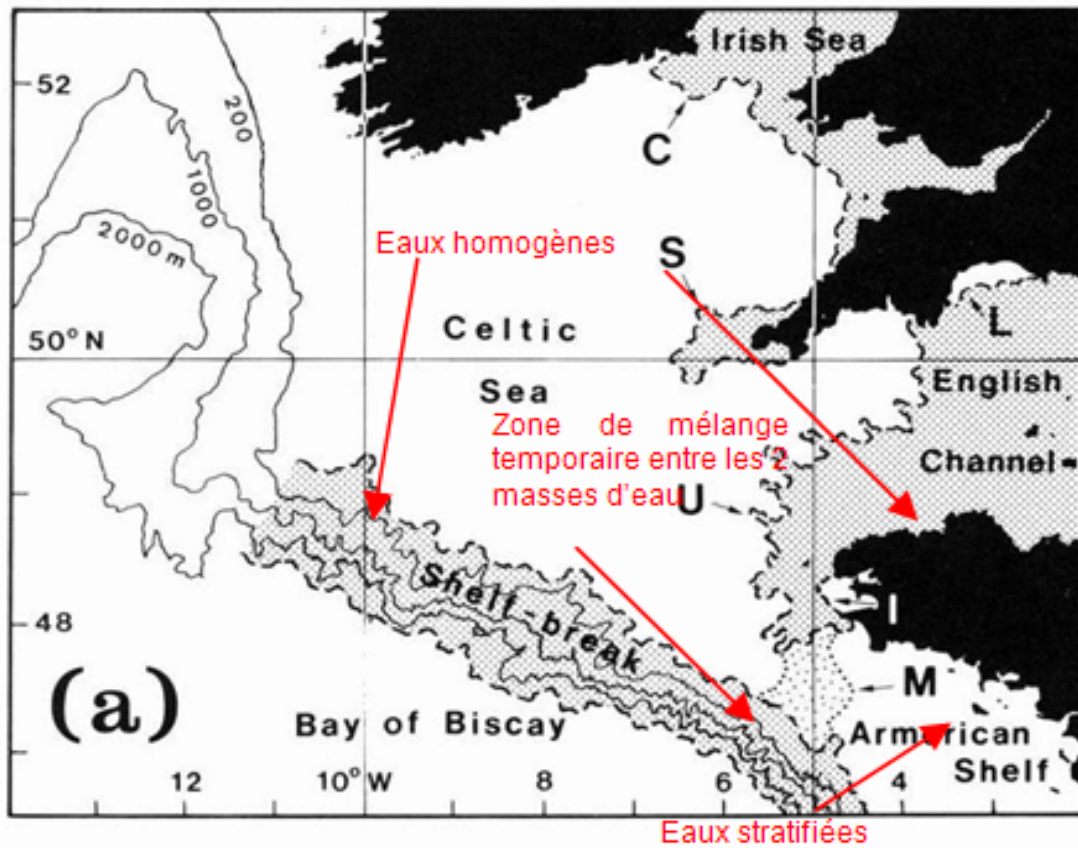 Irish Sea
52
200
C
1000
2000 m
Eaux homogènes
S
Celtic
L
50°N
Sea
English
Zone de mélange
temporaire entre les 2
masses d'eau
Channel
U
Shelf-break
I
48
(a)
M
Bay of Biscay
Armorican
Shelf
12
10°W
8
6
4
Eaux stratifiées